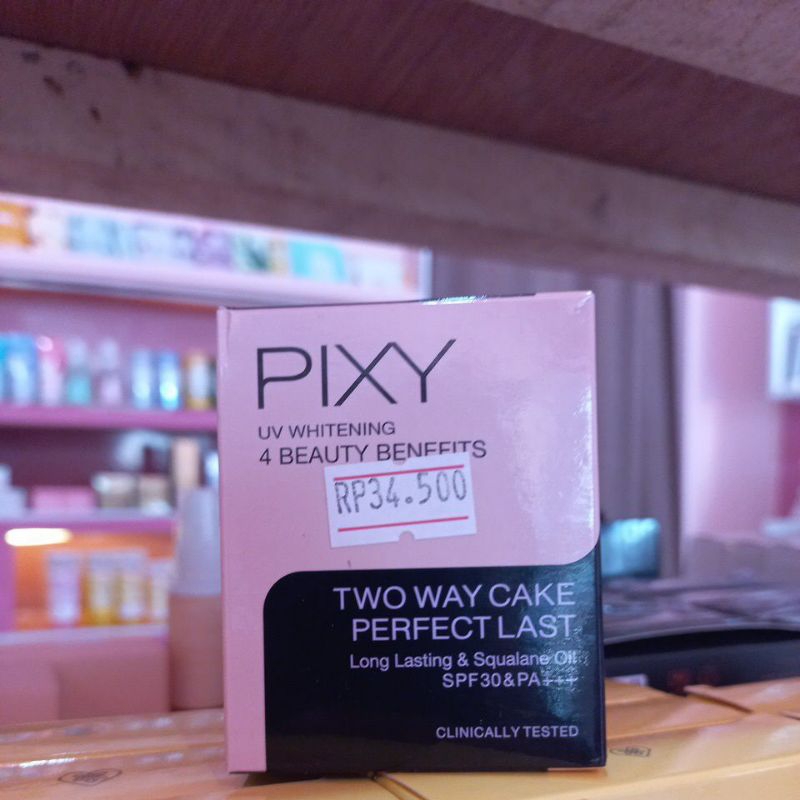 PIXY
UV WHITENING
4 BEAUTY BENEFITS
RP34.500
TWO WAY CAKE
PERFECT LAST
Long Lasting & Squalane Oil
SPF30&PA+++
CLINICALLY TESTED